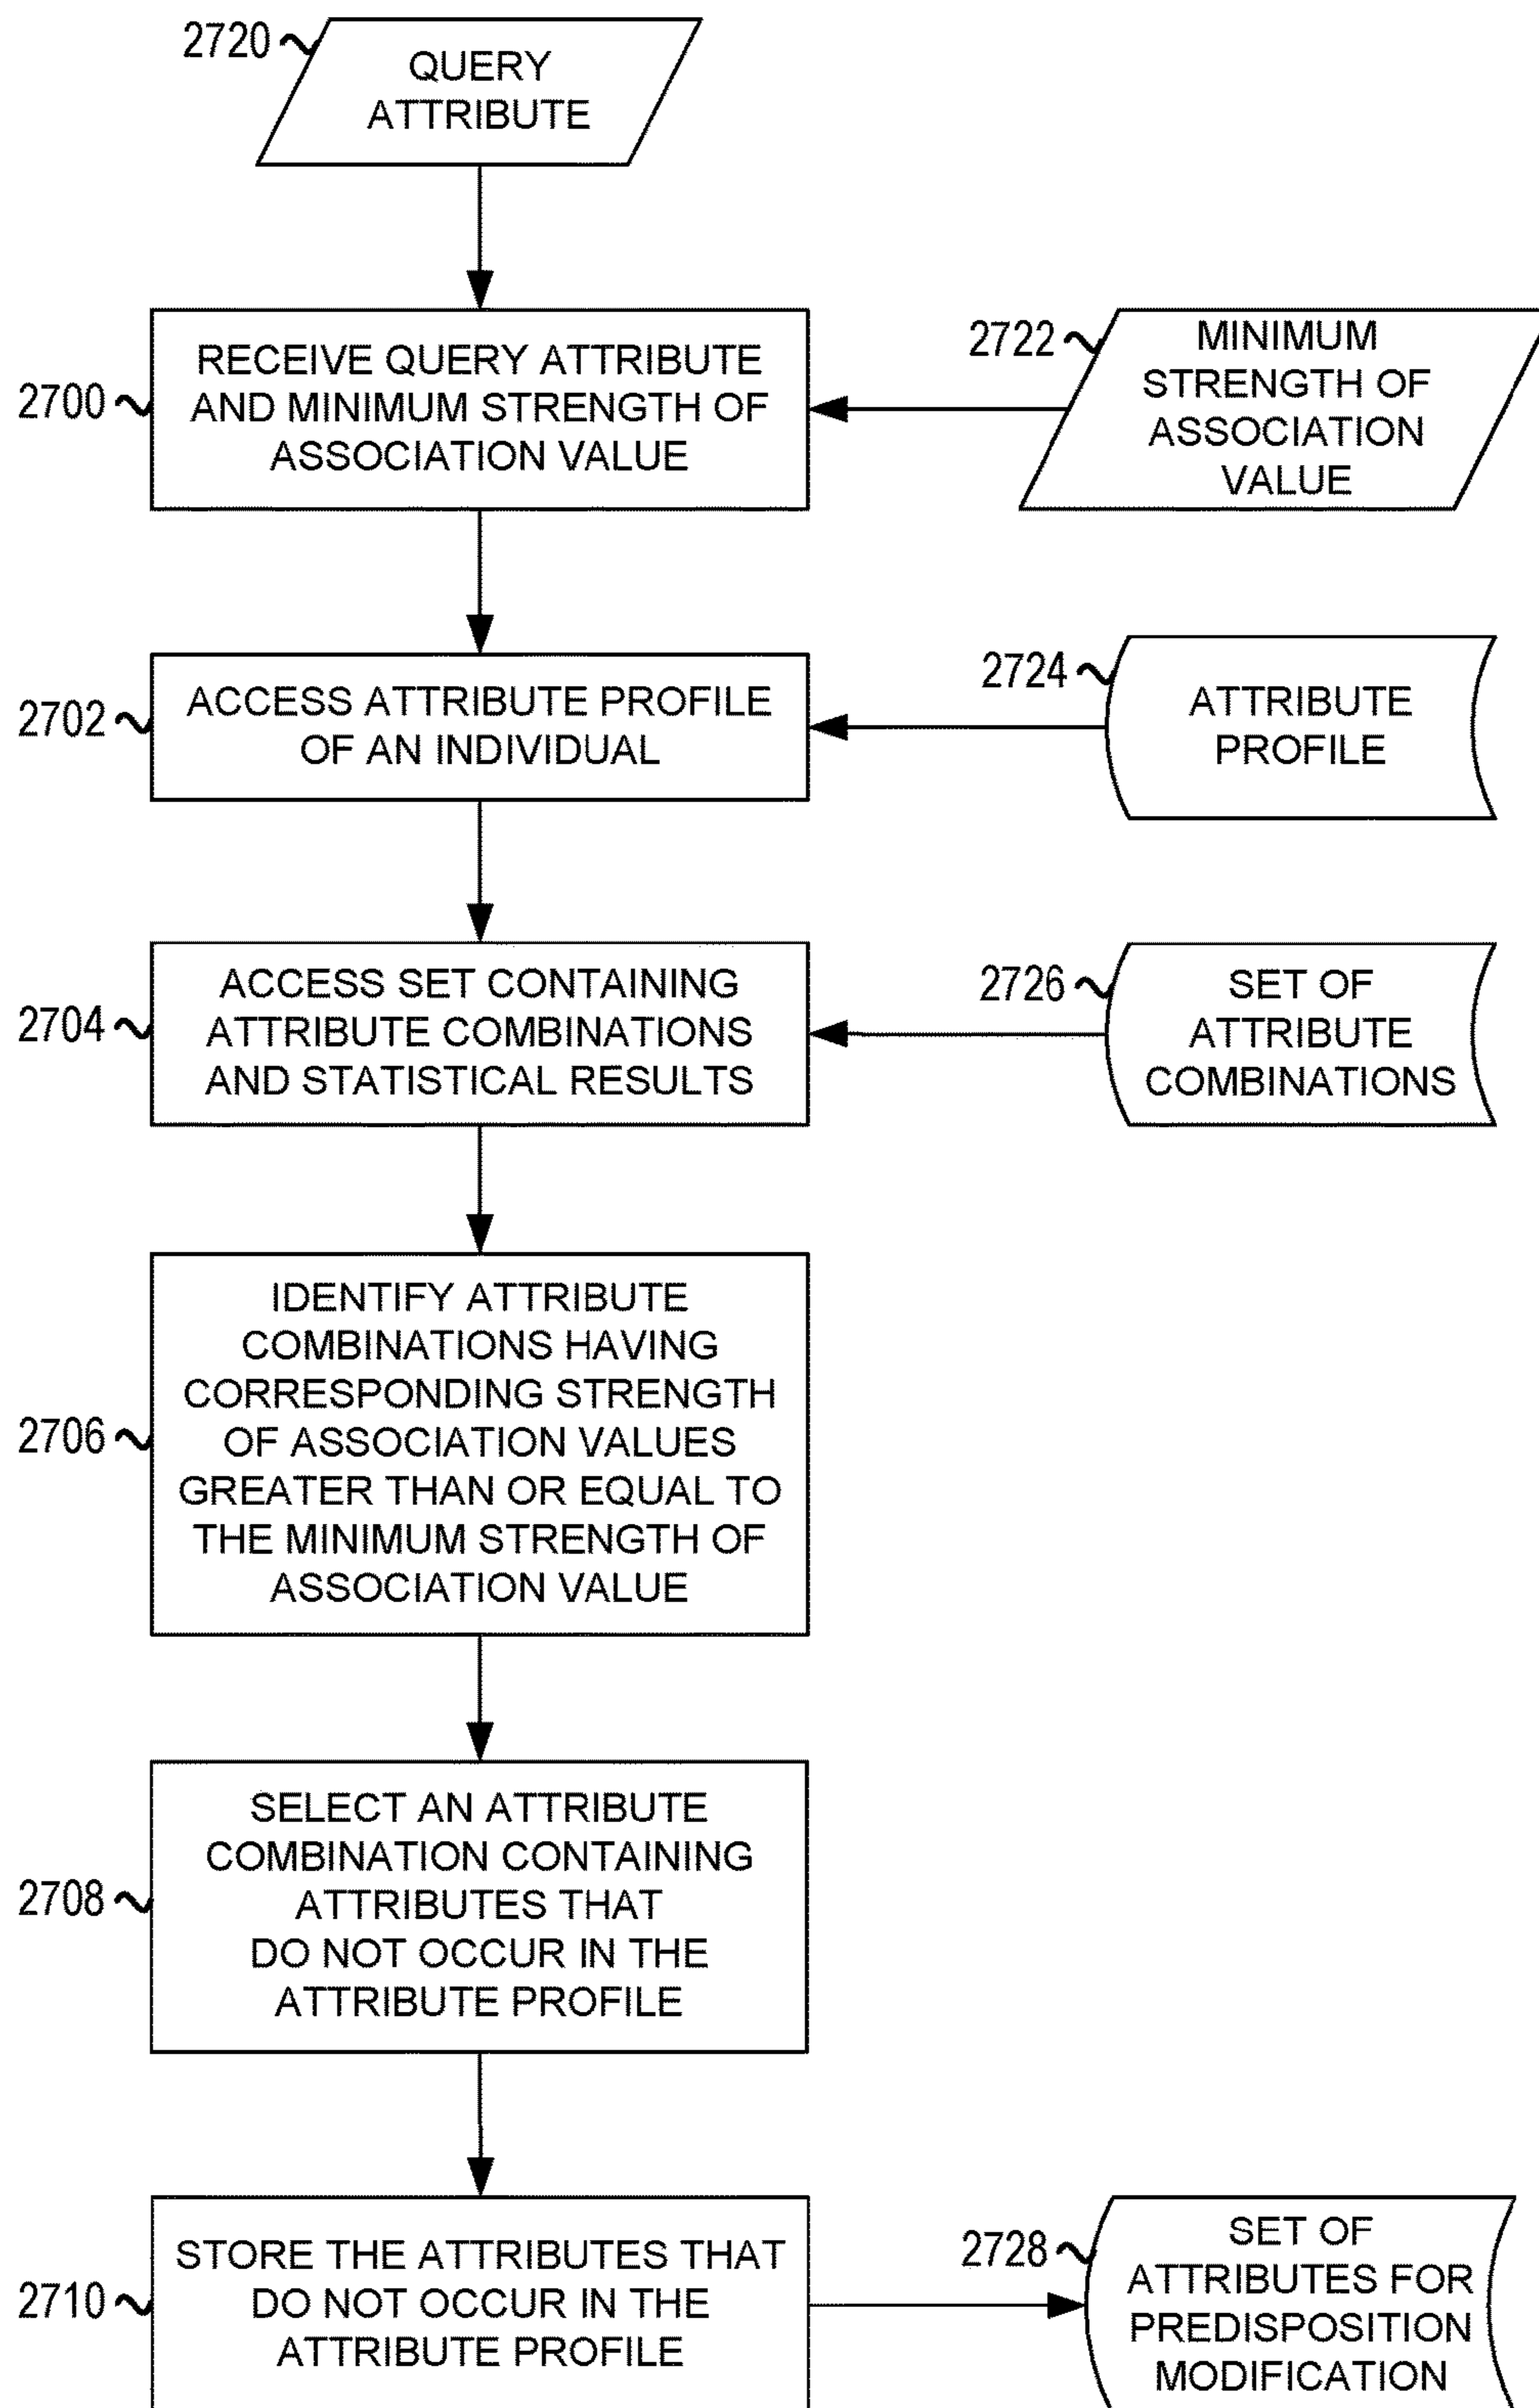 2720
QUERY
ATTRIBUTE
2700
RECEIVE QUERY ATTRIBUTE
AND MINIMUM STRENGTH OF
ASSOCIATION VALUE
2722
MINIMUM
STRENGTH OF
ASSOCIATION
VALUE
2702
ACCESS ATTRIBUTE PROFILE
OF AN INDIVIDUAL
2724
ATTRIBUTE
PROFILE
2704
ACCESS SET CONTAINING
ATTRIBUTE COMBINATIONS
AND STATISTICAL RESULTS
2726
SET OF
ATTRIBUTE
COMBINATIONS
2706
IDENTIFY ATTRIBUTE
COMBINATIONS HAVING
CORRESPONDING STRENGTH
OF ASSOCIATION VALUES
GREATER THAN OR EQUAL TO
THE MINIMUM STRENGTH OF
ASSOCIATION VALUE
2708
SELECT AN ATTRIBUTE
COMBINATION CONTAINING
ATTRIBUTES THAT
DO NOT OCCUR IN THE
ATTRIBUTE PROFILE
2710
STORE THE ATTRIBUTES THAT
DO NOT OCCUR IN THE
ATTRIBUTE PROFILE
2728
SET OF
ATTRIBUTES FOR
PREDISPOSITION
MODIFICATION